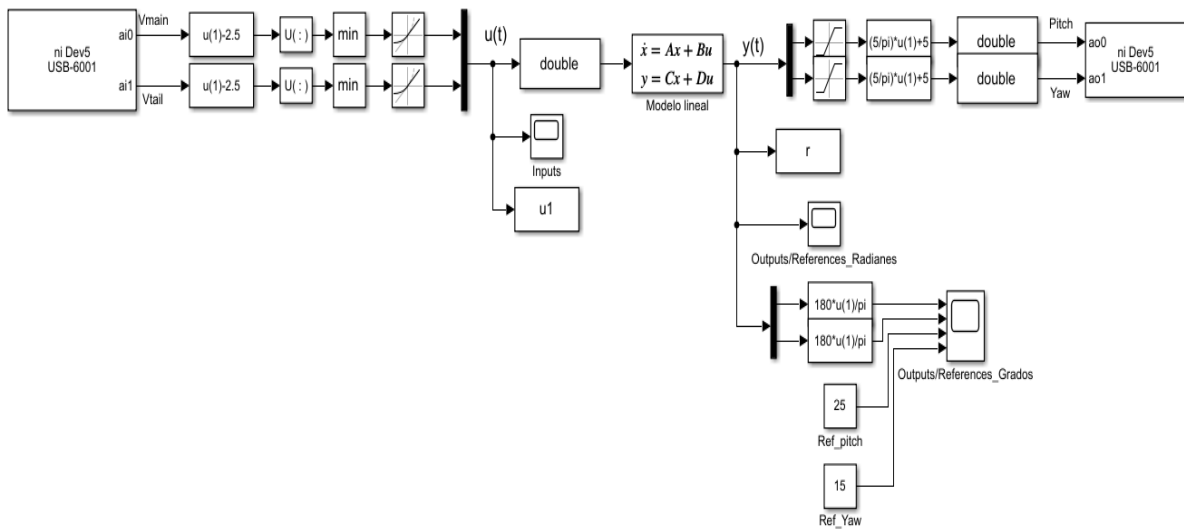 ni Dev5
USB-6001
ai0
ai1
Vmain
Vtail
u(1)-2.5
u(1)-2.5
U( : )
U( : )
min
min
u(t)
double
ẋ = Ax + Bu
y = Cx + Du
Modelo lineal
y(t)
(5/pi)*u(1)+5
(5/pi)*u(1)+5
double
double
Pitch
Yaw
ao0
ao1
ni Dev5
USB-6001
Inputs
u1
r
Outputs/References_Radianes
180*u(1)/pi
180*u(1)/pi
Outputs/References_Grados
25
Ref_pitch
15
Ref_Yaw